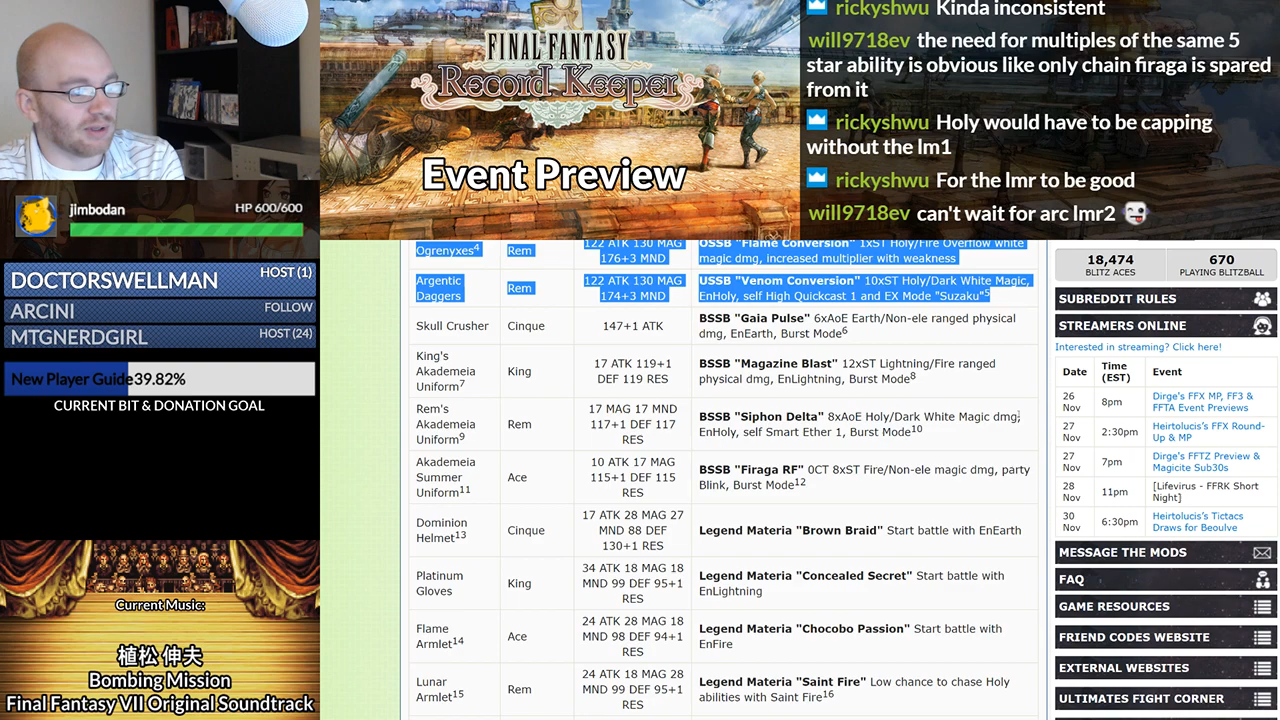 jimbodan
HP 600/600
DOCTORSWELLMAN
HOST (1)
ARCINI
FOLLOW
MTGNERDGIRL
HOST (24)
New Player Guide39.82%
CURRENT BIT & DONATION GOAL
Current Music:
植松 伸夫
Bombing Mission
Final Fantasy VII Original Soundtrack
FINAL FANTASY
Record Keeper
Event Preview
rickyshwu Kinda inconsistent
will9718ev the need for multiples of the same 5
star ability is obvious like only chain firaga is spared
from it
rickyshwu Holy would have to be capping
without the lm1
rickyshwu For the lmr to be good
will9718ev can't wait for arc lmr2
Ogrenyxes4
Rem
122 ATK 130 MAG
176+3 MND
OSSB "Flame Conversion" 1xST Holy/Fire Overflow white
magic dmg, increased multiplier with weakness
Argentic
Daggers
Rem
122 ATK 130 MAG
174+3 MND
USSB "Venom Conversion" 10xST Holy/Dark White Magic,
EnHoly, self High Quickcast 1 and EX Mode "Suzaku"5
Skull Crusher
Cinque
147+1 ATK
BSSB "Gaia Pulse" 6xAoE Earth/Non-ele ranged physical
dmg, EnEarth, Burst Mode6
King's
Akademeia
Uniform7
King
17 ATK 119+1
DEF 119 RES
BSSB "Magazine Blast" 12xST Lightning/Fire ranged
physical dmg, EnLightning, Burst Mode8
Rem's
Akademeia
Uniform9
Rem
17 MAG 17 MND
117+1 DEF 117
RES
BSSB "Siphon Delta" 8xAoE Holy/Dark White Magic dmg,
EnHoly, self Smart Ether 1, Burst Mode10
Akademeia
Summer
Uniform11
Ace
10 ATK 17 MAG
115+1 DEF 115
RES
BSSB "Firaga RF" 0CT 8xST Fire/Non-ele magic dmg, party
Blink, Burst Mode12
Dominion
Helmet13
Cinque
17 ATK 28 MAG 27
MND 88 DEF
130+1 RES
Legend Materia "Brown Braid" Start battle with EnEarth
Platinum
Gloves
King
34 ATK 18 MAG 18
MND 99 DEF 95+1
RES
Legend Materia "Concealed Secret" Start battle with
EnLightning
Flame
Armlet14
Ace
24 ATK 28 MAG 18
MND 98 DEF 94+1
RES
Legend Materia "Chocobo Passion" Start battle with
EnFire
Lunar
Armlet15
Rem
24 ATK 18 MAG 28
MND 99 DEF 95+1
RES
Legend Materia "Saint Fire" Low chance to chase Holy
abilities with Saint Fire16
18,474
BLITZ ACES
670
PLAYING BLITZBALL
SUBREDDIT RULES
STREAMERS ONLINE
Interested in streaming? Click here!
Date
Time
(EST)
Event
26
Nov
8pm
Dirge's FFX MP, FF3 &
FFTA Event Previews
27
Nov
2:30pm
Heirtolucis's FFX Round-
Up & MP
27
Nov
7pm
Dirge's FFTZ Preview &
Magicite Sub30s
28
Nov
11pm
[Lifevirus - FFRK Short
Night]
30
Nov
6:30pm
Heirtolucis's Tictacs
Draws for Beoulve
MESSAGE THE MODS
FAQ
GAME RESOURCES
FRIEND CODES WEBSITE
EXTERNAL WEBSITES
ULTIMATES FIGHT CORNER